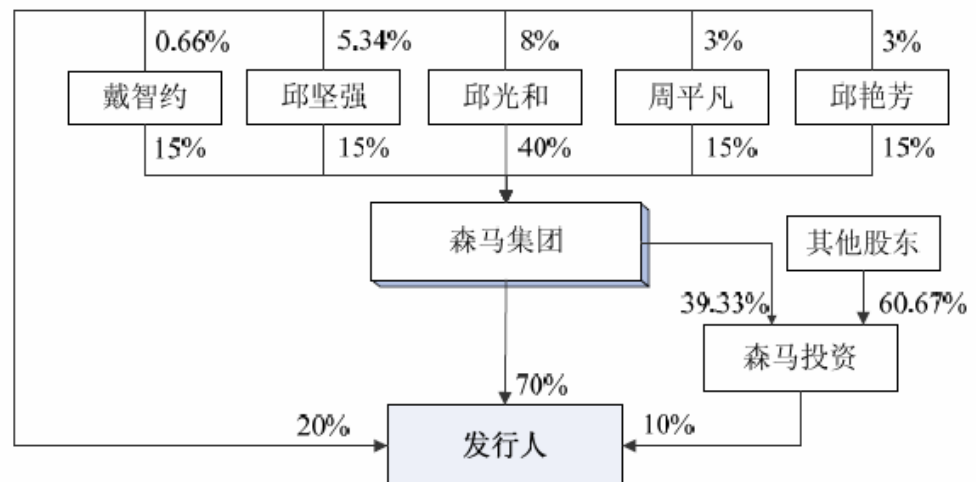 0.66% 5.34% 8% 3% 3%
戴智约 邱坚强 邱光和 周平凡 邱艳芳
15% 15% 40% 15% 15%
森马集团 其他股东
39.33% 60.67%
森马投资
70%
20% 10%
发行人